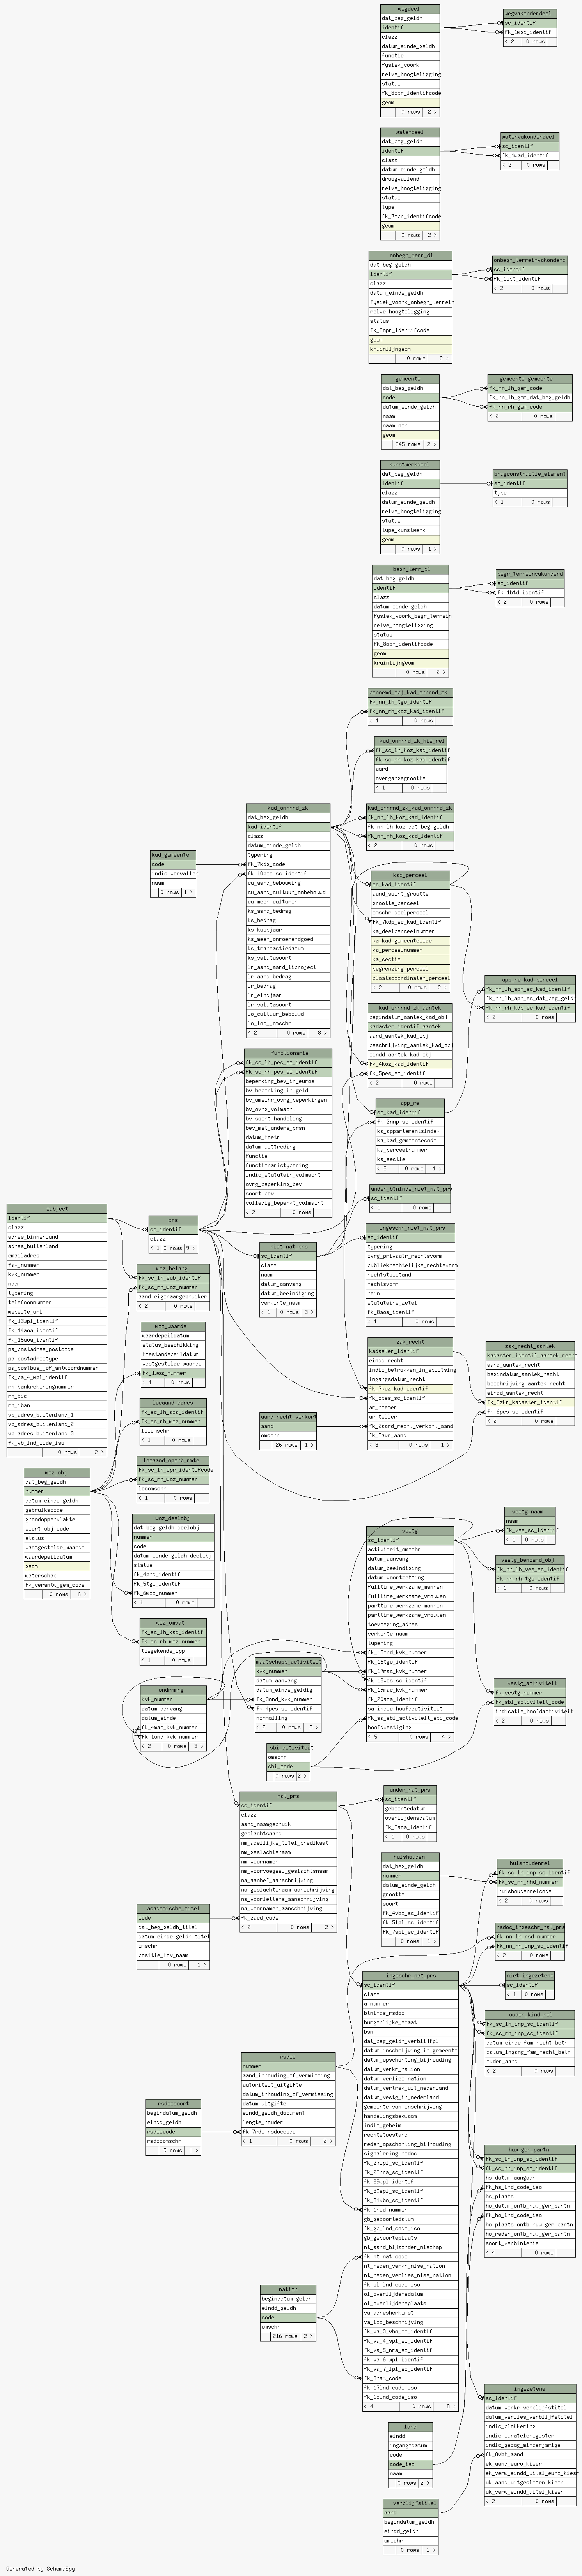 wegdeel
dat_beg_geldh
identif
clazz
datum_einde_geldh
functie
fysiek_voork
relve_hoogteligging
status
fk_8opr_identifcode
geom
0 rows 2 >
wegvakonderdeel
sc_identif
fk_1wgd_identif
< 2 0 rows
waterdeel
dat_beg_geldh
identif
clazz
datum_einde_geldh
droogvallend
relve_hoogteligging
status
type
fk_7opr_identifcode
geom
0 rows 2 >
watervakonderdeel
sc_identif
fk_1wad_identif
< 2 0 rows
onbegr_terr_dl
dat_beg_geldh
identif
clazz
datum_einde_geldh
fysiek_voork_onbegr_terrein
relve_hoogteligging
status
fk_8opr_identifcode
geom
kruinlijngeom
0 rows 2 >
onbegr_terreinvakonderd
sc_identif
fk_1obt_identif
< 2 0 rows
gemeente
dat_beg_geldh
code
datum_einde_geldh
naam
naam_nen
geom
345 rows 2 >
gemeente_gemeente
fk_nn_lh_gem_code
fk_nn_lh_gem_dat_beg_geldh
fk_nn_rh_gem_code
< 2 0 rows
kunstwerkdeel
dat_beg_geldh
identif
clazz
datum_einde_geldh
relve_hoogteligging
status
type_kunstwerk
geom
0 rows 1 >
brugconstructie_element
sc_identif
type
< 1 0 rows
begr_terr_dl
dat_beg_geldh
identif
clazz
datum_einde_geldh
fysiek_voork_begr_terrein
relve_hoogteligging
status
fk_8opr_identifcode
geom
kruinlijngeom
0 rows 2 >
begr_terreinvakonderd
sc_identif
fk_1btd_identif
< 2 0 rows
benoemd_obj_kad_onrrnd_zk
fk_nn_lh_tgo_identif
fk_nn_rh_koz_kad_identif
< 1 0 rows
kad_onrrnd_zk_his_rel
fk_sc_lh_koz_kad_identif
fk_sc_rh_koz_kad_identif
aard
overgangsgrootte
< 1 0 rows
kad_onrrnd_zk_kad_onrrnd_zk
fk_nn_lh_koz_kad_identif
fk_nn_lh_koz_dat_beg_geldh
fk_nn_rh_koz_kad_identif
< 2 0 rows
kad_onrrnd_zk
dat_beg_geldh
kad_identif
clazz
datum_einde_geldh
typering
fk_7kdg_code
fk_10pes_sc_identif
cu_aard_bebouwing
cu_aard_cultuur_onbebouwd
cu_meer_culturen
ks_aard_bedrag
ks_bedrag
ks_koopjaar
ks_meer_onroerendgoed
ks_transactiedatum
ks_valutasoort
lr_aand_aard_liproject
lr_aard_bedrag
lr_bedrag
lr_eindjaar
lr_valutasoort
lo_cultuur_bebouwd
lo_loc__omschr
< 2 0 rows 8 >
kad_gemeente
code
indic_vervallen
naam
0 rows 1 >
kad_perceel
sc_kad_identif
aand_soort_grootte
grootte_perceel
omschr_deelperceel
fk_7kdp_sc_kad_identif
ka_deelperceelnummer
ka_kad_gemeentecode
ka_perceelnummer
ka_sectie
begrenzing_perceel
plaatscoordinaten_perceel
< 2 0 rows 2 >
app_re_kad_perceel
fk_nn_lh_apr_sc_kad_identif
fk_nn_lh_apr_sc_dat_beg_geldh
fk_nn_rh_kdp_sc_kad_identif
< 2 0 rows
kad_onrrnd_zk_aantek
begindatum_aantek_kad_obj
kadaster_identif_aantek
aard_aantek_kad_obj
beschrijving_aantek_kad_obj
eindd_aantek_kad_obj
fk_4koz_kad_identif
fk_5pes_sc_identif
< 2 0 rows
app_re
sc_kad_identif
fk_2nnp_sc_identif
ka_appartementsindex
ka_kad_gemeentecode
ka_perceelnummer
ka_sectie
< 2 0 rows 1 >
functionaris
fk_sc_lh_pes_sc_identif
fk_sc_rh_pes_sc_identif
beperking_bev_in_euros
bv_beperking_in_geld
bv_omschr_ovrg_beperkingen
bv_ovrg_volmacht
bv_soort_handeling
bev_met_andere_prsn
datum_toetr
datum_uittreding
functie
functionaristypering
indic_statutair_volmacht
ovrg_beperking_bev
soort_bev
volledig_beperkt_volmacht
< 2 0 rows
ander_btnlnds_niet_nat_prs
sc_identif
< 1 0 rows
subject
identif
clazz
adres_binnenland
adres_buitenland
emailadres
fax_nummer
kvk_nummer
naam
typering
telefoonnummer
website_url
fk_13wpl_identif
fk_14aoa_identif
fk_15aoa_identif
pa_postadres_postcode
pa_postadrestype
pa_postbus__of_antwoordnummer
fk_pa_4_wpl_identif
rn_bankrekeningnummer
rn_bic
rn_iban
vb_adres_buitenland_1
vb_adres_buitenland_2
vb_adres_buitenland_3
fk_vb_lnd_code_iso
0 rows 2 >
prs
sc_identif
clazz
< 1 0 rows 9 >
niet_nat_prs
sc_identif
clazz
naam
datum_aanvang
datum_beeindiging
verkorte_naam
< 1 0 rows 3 >
ingeschr_niet_nat_prs
sc_identif
typering
ovrg_privaatr_rechtsvorm
publiekrechtelijke_rechtsvorm
rechtstoestand
rechtsvorm
rsin
statutaire_zetel
fk_8aoa_identif
< 1 0 rows
woz_belang
fk_sc_lh_sub_identif
fk_sc_rh_woz_nummer
aand_eigenaargebruiker
< 2 0 rows
woz_waarde
waardepeildatum
status_beschikking
toestandspeildatum
vastgestelde_waarde
fk_1woz_nummer
< 1 0 rows
locaand_adres
fk_sc_lh_aoa_identif
fk_sc_rh_woz_nummer
locomschr
< 1 0 rows
locaand_openb_rmte
fk_sc_lh_opr_identifcode
fk_sc_rh_woz_nummer
locomschr
< 1 0 rows
aard_recht_verkort
aand
omschr
26 rows 1 >
zak_recht
kadaster_identif
eindd_recht
indic_betrokken_in_splitsing
ingangsdatum_recht
fk_7koz_kad_identif
fk_8pes_sc_identif
ar_noemer
ar_teller
fk_2aard_recht_verkort_aand
fk_3avr_aand
< 3 0 rows 1 >
zak_recht_aantek
kadaster_identif_aantek_recht
aard_aantek_recht
begindatum_aantek_recht
beschrijving_aantek_recht
eindd_aantek_recht
fk_5zkr_kadaster_identif
fk_6pes_sc_identif
< 2 0 rows
woz_obj
dat_beg_geldh
nummer
datum_einde_geldh
gebruikscode
grondoppervlakte
soort_obj_code
status
vastgestelde_waarde
waardepeildatum
geom
waterschap
fk_verantw_gem_code
0 rows 6 >
woz_deelobj
dat_beg_geldh_deelobj
nummer
code
datum_einde_geldh_deelobj
status
fk_4pnd_identif
fk_5tgo_identif
fk_6woz_nummer
< 1 0 rows
woz_omvat
fk_sc_lh_kad_identif
fk_sc_rh_woz_nummer
toegekende_opp
< 1 0 rows
vestg
sc_identif
activiteit_omschr
datum_aanvang
datum_beeindiging
datum_voortzetting
fulltime_werkzame_mannen
fulltime_werkzame_vrouwen
parttime_werkzame_mannen
parttime_werkzame_vrouwen
toevoeging_adres
verkorte_naam
typering
fk_15ond_kvk_nummer
fk_16tgo_identif
fk_17mac_kvk_nummer
fk_18ves_sc_identif
fk_19mac_kvk_nummer
fk_20aoa_identif
sa_indic_hoofdactiviteit
fk_sa_sbi_activiteit_sbi_code
hoofdvestiging
< 5 0 rows 4 >
vestg_naam
naam
fk_ves_sc_identif
< 1 0 rows
vestg_benoemd_obj
fk_nn_lh_ves_sc_identif
fk_nn_rh_tgo_identif
< 1 0 rows
vestg_activiteit
fk_vestg_nummer
fk_sbi_activiteit_code
indicatie_hoofdactiviteit
< 2 0 rows
maatschapp_activiteit
kvk_nummer
datum_aanvang
datum_einde_geldig
fk_3ond_kvk_nummer
fk_4pes_sc_identif
nonmailing
< 2 0 rows 3 >
ondrnmng
kvk_nummer
datum_aanvang
datum_einde
fk_4mac_kvk_nummer
fk_1ond_kvk_nummer
< 2 0 rows 3 >
sbi_activiteit
omschr
sbi_code
0 rows 2 >
nat_prs
sc_identif
clazz
aand_naamgebruik
geslachtsaand
nm_adellijke_titel_predikaat
nm_geslachtsnaam
nm_voornamen
nm_voorvoegsel_geslachtsnaam
na_aanhef_aanschrijving
na_geslachtsnaam_aanschrijving
na_voorletters_aanschrijving
na_voornamen_aanschrijving
fk_2acd_code
< 2 0 rows 2 >
ander_nat_prs
sc_identif
geboortedatum
overlijdensdatum
fk_3aoa_identif
< 1 0 rows
huishouden
dat_beg_geldh
nummer
datum_einde_geldh
grootte
soort
fk_4vbo_sc_identif
fk_5lpl_sc_identif
fk_7spl_sc_identif
0 rows 1 >
huishoudenrel
fk_sc_lh_inp_sc_identif
fk_sc_rh_hhd_nummer
huishoudenrelcode
< 2 0 rows
academische_titel
code
dat_beg_geldh_titel
datum_einde_geldh_titel
omschr
positie_tov_naam
0 rows 1 >
rsdoc_ingeschr_nat_prs
fk_nn_lh_rsd_nummer
fk_nn_rh_inp_sc_identif
< 2 0 rows
niet_ingezetene
sc_identif
< 1 0 rows
ingeschr_nat_prs
sc_identif
clazz
a_nummer
btnlnds_rsdoc
burgerlijke_staat
bsn
dat_beg_geldh_verblijfpl
datum_inschrijving_in_gemeente
datum_opschorting_bijhouding
datum_verkr_nation
datum_verlies_nation
datum_vertrek_uit_nederland
datum_vestg_in_nederland
gemeente_van_inschrijving
handelingsbekwaam
indic_geheim
rechtstoestand
reden_opschorting_bijhouding
signalering_rsdoc
fk_27lpl_sc_identif
fk_28nra_sc_identif
fk_29wpl_identif
fk_30spl_sc_identif
fk_31vbo_sc_identif
fk_1rsd_nummer
gb_geboortedatum
fk_gb_lnd_code_iso
gb_geboorteplaats
nt_aand_bijzonder_nlschap
fk_nt_nat_code
nt_reden_verkr_nlse_nation
nt_reden_verlies_nlse_nation
fk_ol_lnd_code_iso
ol_overlijdensdatum
ol_overlijdensplaats
va_adresherkomst
va_loc_beschrijving
fk_va_3_vbo_sc_identif
fk_va_4_spl_sc_identif
fk_va_5_nra_sc_identif
fk_va_6_wpl_identif
fk_va_7_lpl_sc_identif
fk_3nat_code
fk_17lnd_code_iso
fk_18lnd_code_iso
< 4 0 rows 8 >
ouder_kind_rel
fk_sc_lh_inp_sc_identif
fk_sc_rh_inp_sc_identif
datum_einde_fam_recht_betr
datum_ingang_fam_recht_betr
ouder_aand
< 2 0 rows
rsdoc
nummer
aand_inhouding_of_vermissing
autoriteit_uitgifte
datum_inhouding_of_vermissing
datum_uitgifte
eindd_geldh_document
lengte_houder
fk_7rds_rsdoccode
< 1 0 rows 2 >
rsdocsoort
begindatum_geldh
eindd_geldh
rsdoccode
rsdocomschr
9 rows 1 >
huw_ger_partn
fk_sc_lh_inp_sc_identif
fk_sc_rh_inp_sc_identif
hs_datum_aangaan
fk_hs_lnd_code_iso
hs_plaats
ho_datum_ontb_huw_ger_partn
fk_ho_lnd_code_iso
ho_plaats_ontb_huw_ger_partn
ho_reden_ontb_huw_ger_partn
soort_verbintenis
< 4 0 rows
nation
begindatum_geldh
eindd_geldh
code
omschr
216 rows 2 >
ingezetene
sc_identif
datum_verkr_verblijfstitel
datum_verlies_verblijfstitel
indic_blokkering
indic_curateleregister
indic_gezag_minderjarige
fk_8vbt_aand
ek_aand_euro_kiesr
ek_verw_eindd_uitsl_euro_kiesr
uk_aand_uitgesloten_kiesr
uk_verw_eindd_uitsl_kiesr
< 2 0 rows
land
eindd
ingangsdatum
code
code_iso
naam
0 rows 2 >
verblijfstitel
aand
begindatum_geldh
eindd_geldh
omschr
0 rows 1 >
Generated by SchemaSpy